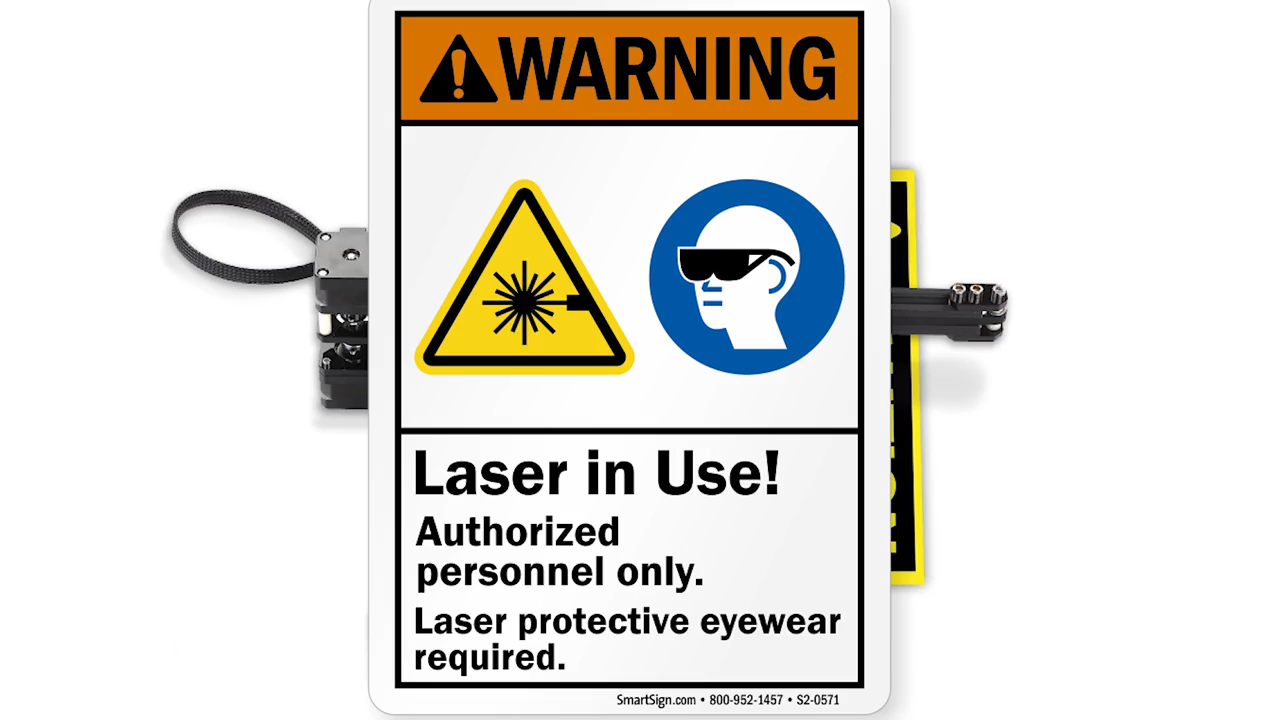 WARNING
Laser in Use!
Authorized
personnel only.
Laser protective eyewear
required.
SmartSign.com • 800-952-1457 • S2-0571